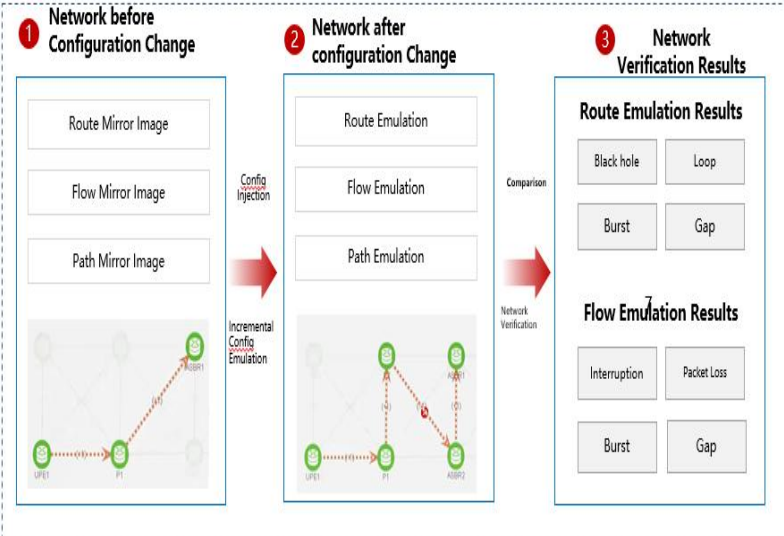 1
Network before
Configuration Change
Route Mirror Image
Flow Mirror Image
Path Mirror Image
UPE1
P1
ASBR1
Config
Injection
Incremental
Config
Emulation
2
Network after
configuration Change
Route Emulation
Flow Emulation
Path Emulation
UPE1
P1
ASBR1
ASBR2
Comparison
Network
Verification
3
Network
Verification Results
Route Emulation Results
Black hole
Loop
Burst
Gap
7
Flow Emulation Results
Interruption
Packet Loss
Burst
Gap